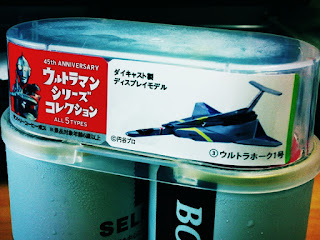 45th ANNIVERSARY
ウルトラマン
シリーズ
コレクション
ALL 5 TYPES
ダイキャスト製
ディスプレイモデル
©円谷プロ
③ウルトラホーク1号
SEL
BO